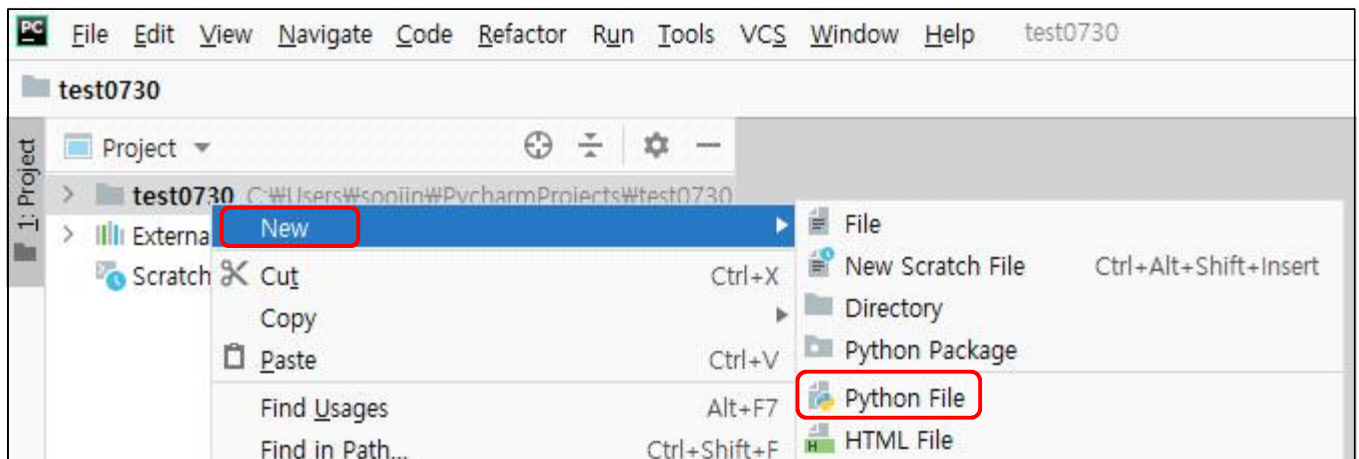 PC File Edit View Navigate Code Refactor Run Tools VCS Window Help test0730
test0730
1: Project
Project
test0730 C:₩Users₩soojin₩PycharmProjects₩test0730
Externa
Scratch
New
Cut Ctrl+X
Copy
Paste Ctrl+V
Find Usages Alt+F7
Find in Path... Ctrl+Shift+F
File
New Scratch File Ctrl+Alt+Shift+Insert
Directory
Python Package
Python File
H HTML File